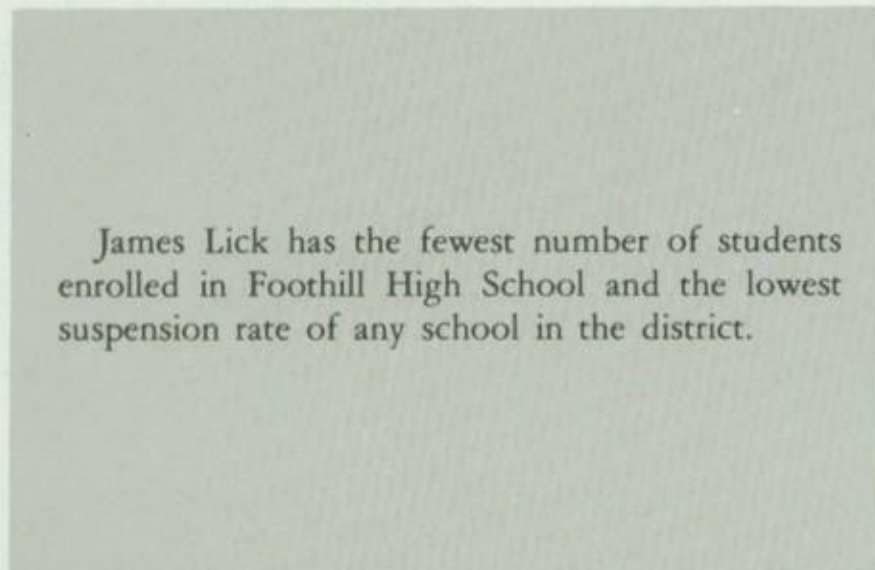 James Lick has the fewest number of students
enrolled in Foothill High School and the lowest
suspension rate of any school in the district.